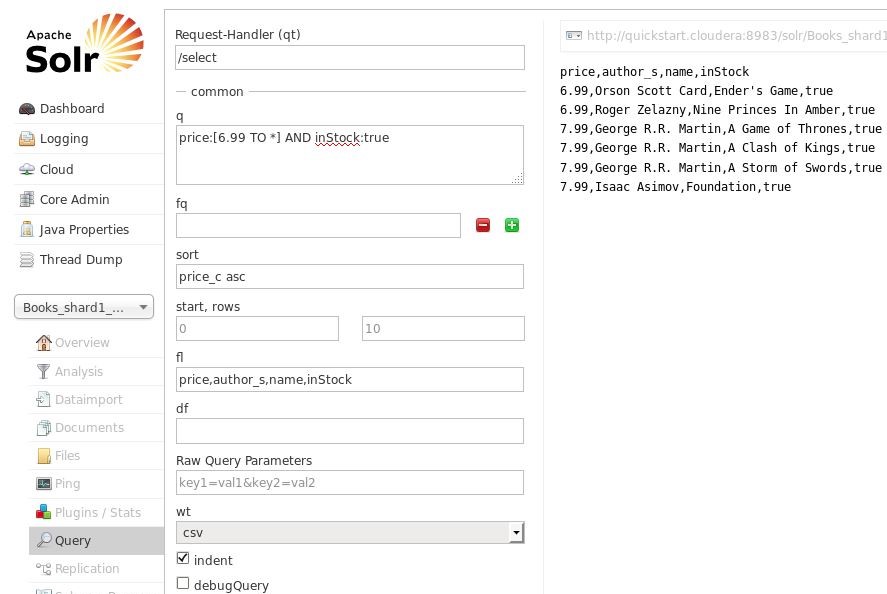 Apache
Solr
Dashboard
Logging
Cloud
Core Admin
Java Properties
Thread Dump
Books_shard1_...
Overview
Analysis
Dataimport
Documents
Files
Ping
Plugins / Stats
Query
Replication
Request-Handler (qt)
/select
common
q
price:[6.99 TO *] AND inStock:true
fq
sort
price_c asc
start, rows
0 10
fl
price,author_s,name,inStock
df
Raw Query Parameters
key1=val1&key2=val2
wt
csv
indent
debugQuery
http://quickstart.cloudera:8983/solr/Books_shard1
price,author_s,name,inStock
6.99,Orson Scott Card,Ender's Game,true
6.99,Roger Zelazny,Nine Princes In Amber,true
7.99,George R.R. Martin,A Game of Thrones,true
7.99,George R.R. Martin,A Clash of Kings,true
7.99,George R.R. Martin,A Storm of Swords,true
7.99,Isaac Asimov,Foundation,true